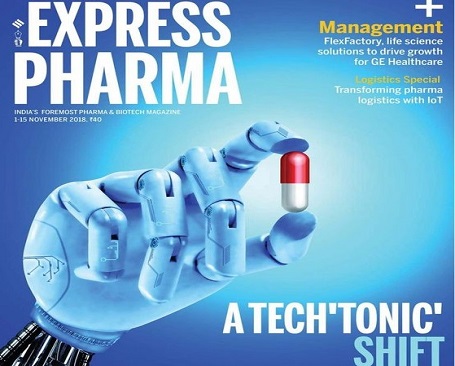 EXPRESS
PHARMA
INDIA'S FOREMOST PHARMA & BIOTECH MAGAZINE
1-15 NOVEMBER 2018, ₹40
+
Management
FlexFactory, life science
solutions to drive growth
for GE Healthcare
Logistics Special
Transforming pharma
logistics with IoT
A TECH'TONIC'
SHIFT